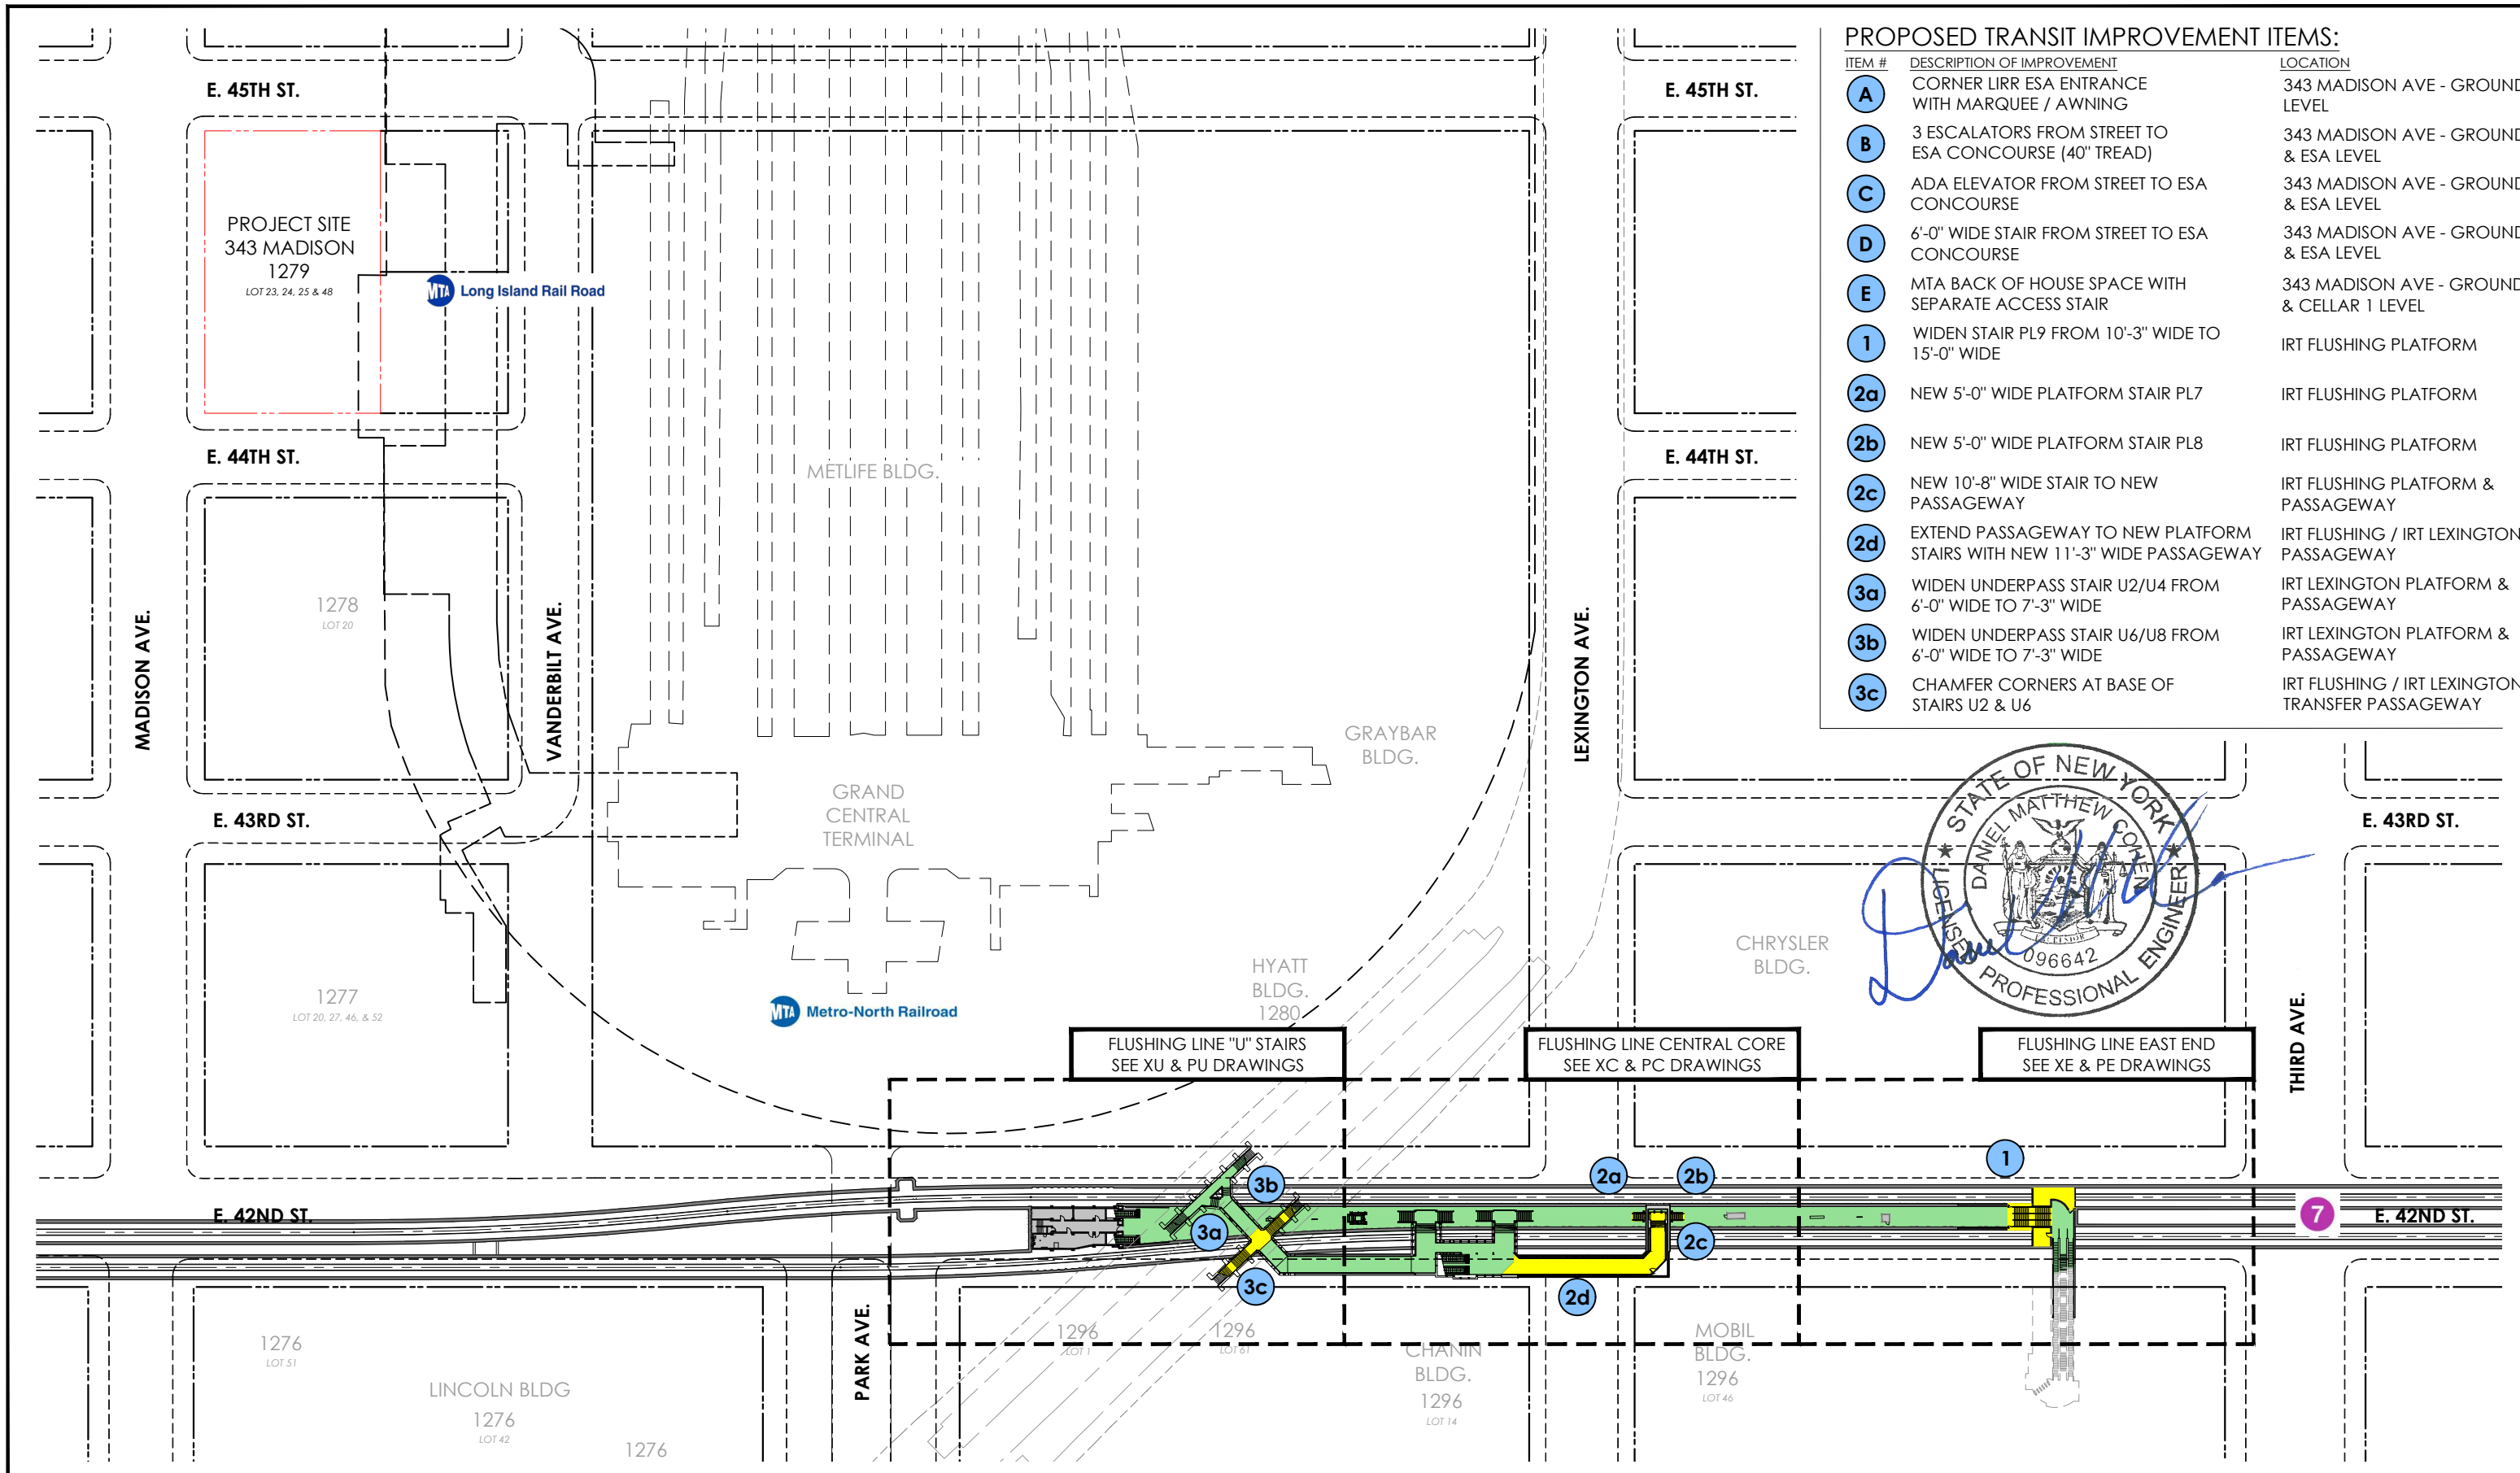 PROPOSED TRANSIT IMPROVEMENT ITEMS:
ITEM # DESCRIPTION OF IMPROVEMENT LOCATION
A CORNER LIRR ESA ENTRANCE WITH MARQUEE / AWNING 343 MADISON AVE - GROUND LEVEL
B 3 ESCALATORS FROM STREET TO ESA CONCOURSE (40" TREAD) 343 MADISON AVE - GROUND & ESA LEVEL
C ADA ELEVATOR FROM STREET TO ESA CONCOURSE 343 MADISON AVE - GROUND & ESA LEVEL
D 6'-0" WIDE STAIR FROM STREET TO ESA CONCOURSE 343 MADISON AVE - GROUND & ESA LEVEL
E MTA BACK OF HOUSE SPACE WITH SEPARATE ACCESS STAIR 343 MADISON AVE - GROUND & CELLAR 1 LEVEL
1 WIDEN STAIR PL9 FROM 10'-3" WIDE TO 15'-0" WIDE IRT FLUSHING PLATFORM
2a NEW 5'-0" WIDE PLATFORM STAIR PL7 IRT FLUSHING PLATFORM
2b NEW 5'-0" WIDE PLATFORM STAIR PL8 IRT FLUSHING PLATFORM
2c NEW 10'-8" WIDE STAIR TO NEW PASSAGEWAY IRT FLUSHING PLATFORM & PASSAGEWAY
2d EXTEND PASSAGEWAY TO NEW PLATFORM STAIRS WITH NEW 11'-3" WIDE PASSAGEWAY IRT FLUSHING / IRT LEXINGTON PASSAGEWAY
3a WIDEN UNDERPASS STAIR U2/U4 FROM 6'-0" WIDE TO 7'-3" WIDE IRT LEXINGTON PLATFORM & PASSAGEWAY
3b WIDEN UNDERPASS STAIR U6/U8 FROM 6'-0" WIDE TO 7'-3" WIDE IRT LEXINGTON PLATFORM & PASSAGEWAY
3c CHAMFER CORNERS AT BASE OF STAIRS U2 & U6 IRT FLUSHING / IRT LEXINGTON TRANSFER PASSAGEWAY
E. 45TH ST.
E. 45TH ST.
PROJECT SITE
343 MADISON
1279
LOT 23, 24, 25 & 48
MTA Long Island Rail Road
E. 44TH ST.
E. 44TH ST.
METLIFE BLDG.
1278
LOT 20
MADISON AVE.
VANDERBILT AVE.
LEXINGTON AVE.
GRAYBAR
BLDG.
GRAND
CENTRAL
TERMINAL
E. 43RD ST.
E. 43RD ST.
STATE OF NEW YORK
DANIEL MATTHEW COHEN
EXCELSIOR
096642
LICENSED PROFESSIONAL ENGINEER
CHRYSLER
BLDG.
HYATT
BLDG.
1280
1277
LOT 20, 27, 46, & 52
MTA Metro-North Railroad
THIRD AVE.
FLUSHING LINE "U" STAIRS
SEE XU & PU DRAWINGS
FLUSHING LINE CENTRAL CORE
SEE XC & PC DRAWINGS
FLUSHING LINE EAST END
SEE XE & PE DRAWINGS
3b
2a
2b
1
E. 42ND ST.
3a
2c
7
E. 42ND ST.
3c
2d
PARK AVE.
1276
LOT 51
1296
LOT 1
1296
LOT 61
CHANIN
BLDG.
1296
LOT 14
MOBIL
BLDG.
1296
LOT 46
LINCOLN BLDG
1276
LOT 42
1276